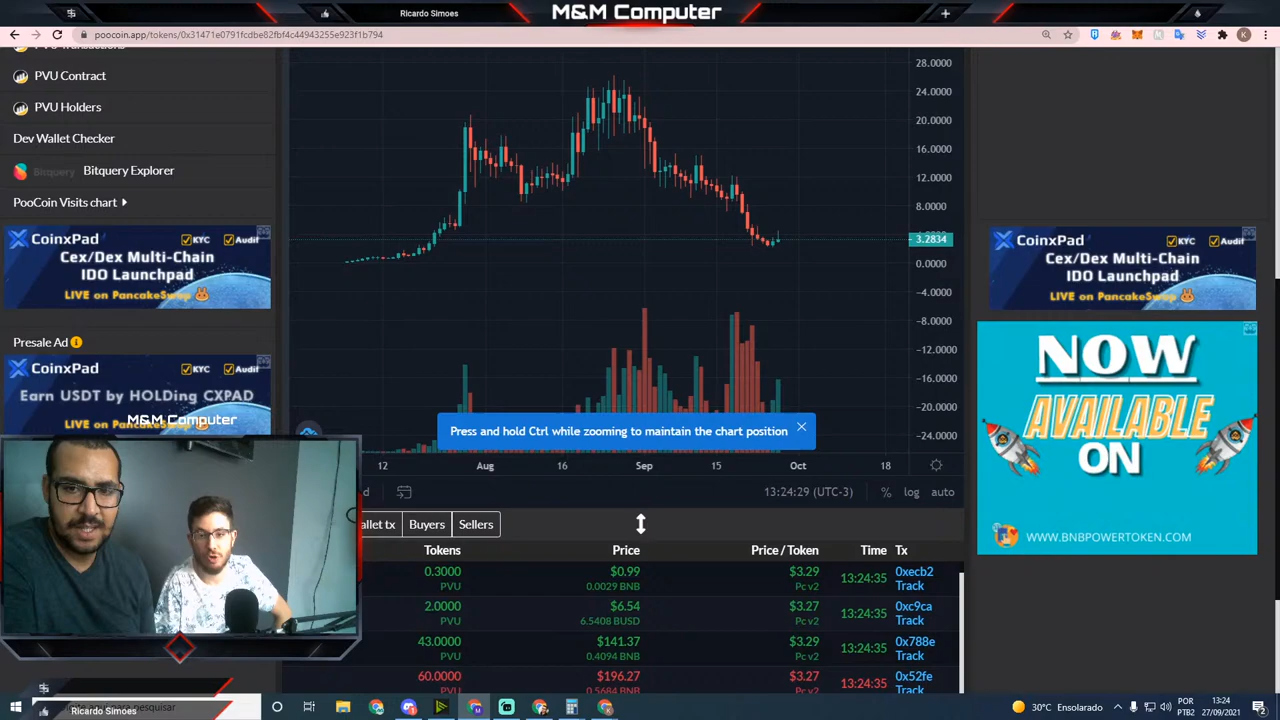 Ricardo Simoes
M&M Computer
poocoin.app/tokens/0x31471e0791fcdbe82fbf4c44943255e923f1b794
PVU Contract
PVU Holders
Dev Wallet Checker
Bitquery
Bitquery Explorer
PooCoin Visits chart
CoinxPad
KYC
Audit
Cex/Dex Multi-Chain
IDO Launchpad
LIVE on PancakeSwap
Presale Ad
CoinxPad
KYC
Audit
Earn USDT by HOLDing CXPAD
M&M Computer
28.0000
24.0000
20.0000
16.0000
12.0000
8.0000
3.2834
0.0000
−4.0000
−8.0000
−12.0000
−16.0000
−20.0000
−24.0000
Press and hold Ctrl while zooming to maintain the chart position
12 Aug 16 Sep 15 Oct 18
13:24:29 (UTC-3) % log auto
Buyers Sellers
Tokens Price Price / Token Time Tx
0.3000 $0.99 $3.29 13:24:35 0xecb2
PVU 0.0029 BNB Pc v2 Track
2.0000 $6.54 $3.27 13:24:35 0xc9ca
PVU 6.5408 BUSD Pc v2 Track
43.0000 $141.37 $3.29 13:24:35 0x788e
PVU 0.4094 BNB Pc v2 Track
60.0000 $196.27 $3.27 13:24:35 0x52fe
PVU 0.5684 BNB Pc v2 Track
CoinxPad
KYC
Audit
Cex/Dex Multi-Chain
IDO Launchpad
LIVE on PancakeSwap
NOW
AVAILABLE
ON
WWW.BNBPOWERTOKEN.COM
Ricardo Simoes
pesquisar
30°C Ensolarado
POR
PTB2
13:24
27/09/2021